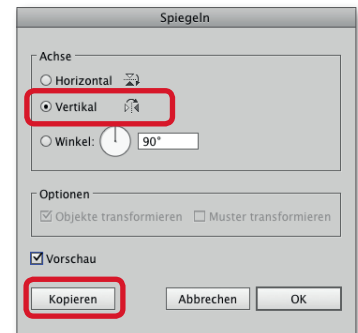 Spiegeln
Achse
Horizontal
Vertikal
Winkel: 90°
Optionen
Objekte transformieren Muster transformieren
Vorschau
Kopieren Abbrechen OK